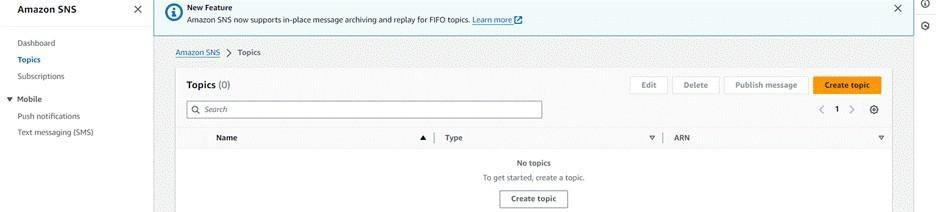 Amazon SNS
New Feature
Amazon SNS now supports in-place message archiving and replay for FIFO topics. Learn more
Dashboard
Topics
Subscriptions
Mobile
Push notifications
Text messaging (SMS)
Amazon SNS Topics
Topics (0)
Edit Delete Publish message Create topic
Search
1
Name Type ARN
No topics
To get started, create a topic.
Create topic